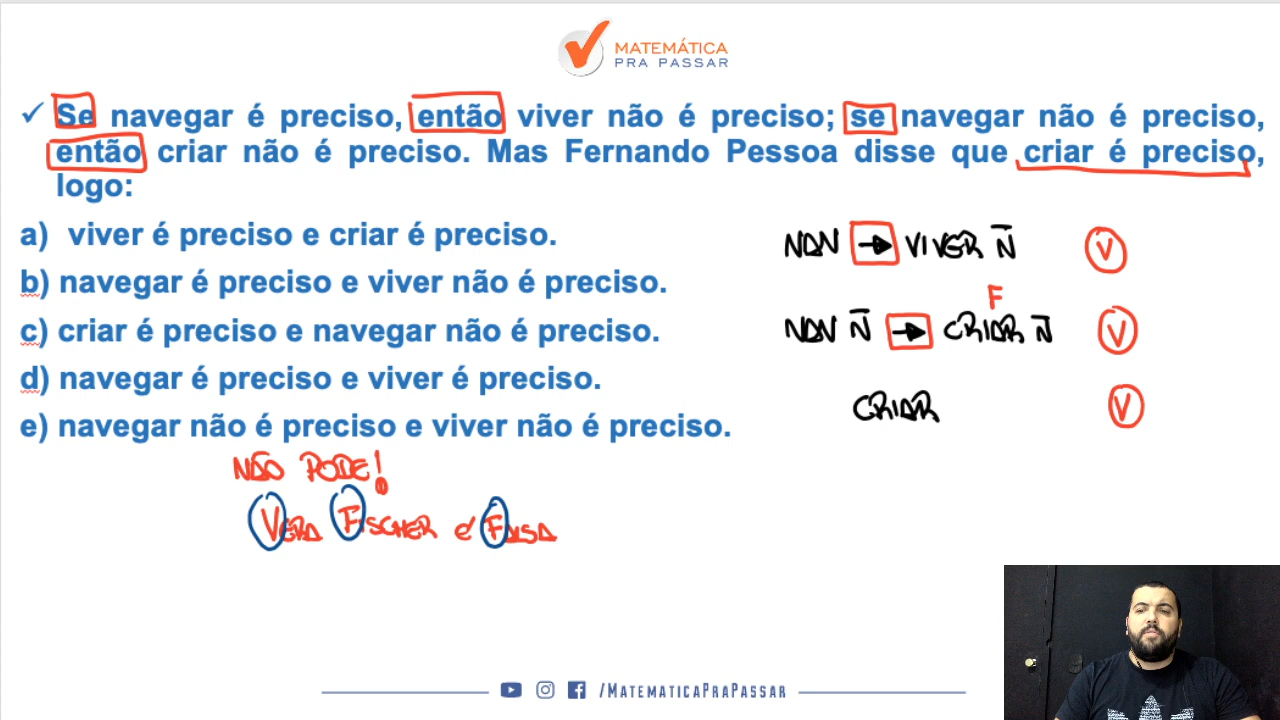 MATEMÁTICA
PRA PASSAR
✓ Se navegar é preciso, então viver não é preciso; se navegar não é preciso,
então criar não é preciso. Mas Fernando Pessoa disse que criar é preciso,
logo:
a) viver é preciso e criar é preciso.
b) navegar é preciso e viver não é preciso.
c) criar é preciso e navegar não é preciso.
d) navegar é preciso e viver é preciso.
e) navegar não é preciso e viver não é preciso.
NAV → VIVER N̄ V
F
NAV N̄ → CRIAR N̄ V
CRIAR V
NÃO PODE!
VERA FISCHER É FALSA
/MATEMATICAPRAPASSAR